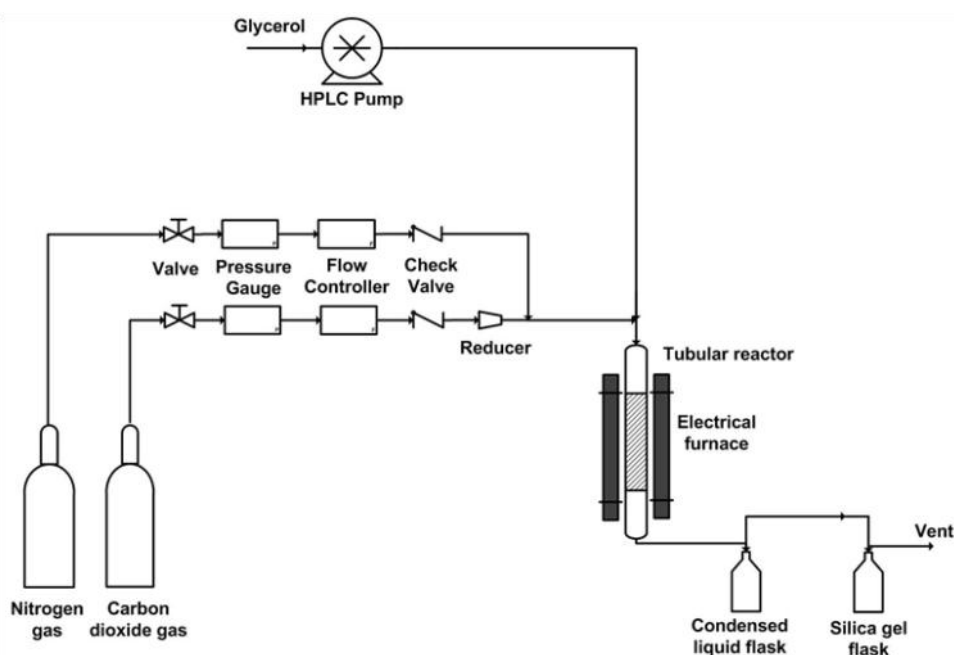 Glycerol
HPLC Pump
Valve
Pressure
Gauge
Flow
Controller
Check
Valve
Reducer
Tubular reactor
Electrical
furnace
Vent
Nitrogen
gas
Carbon
dioxide gas
Condensed
liquid flask
Silica gel
flask